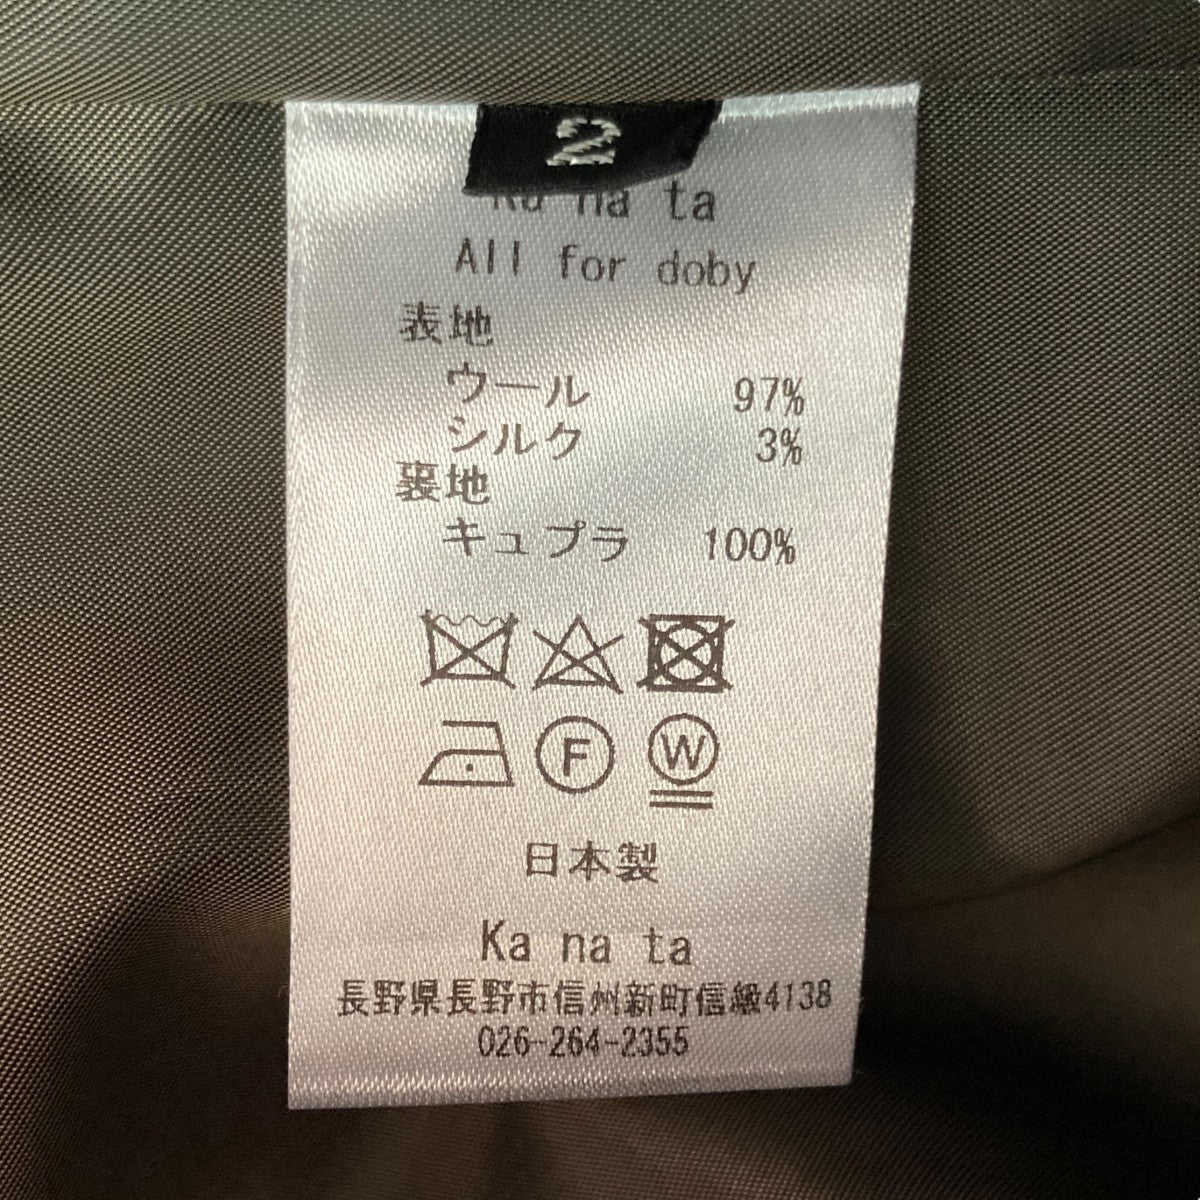 2
Ka na ta
All for doby
表地
ウール 97%
シルク 3%
裏地
キュプラ 100%
F W
日本製
Ka na ta
長野県長野市信州新町信級4138
026-264-2355